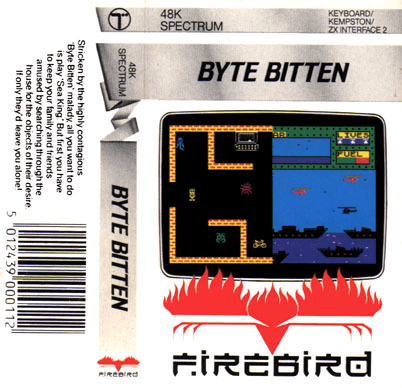 48K
SPECTRUM
KEYBOARD/
KEMPSTON/
ZX INTERFACE 2
BYTE BITTEN
LIVES
FUEL
FIREBIRD
48K
SPECTRUM
BYTE BITTEN
FIREBIRD
Stricken by the highly contagious
'Byte Bitten' malady, all you want to do
is play 'Sea King'! But first you have
to keep your family and friends
amused by searching through the
house for the objects of their desire.
If only they'd leave you alone!
5 012439 000112